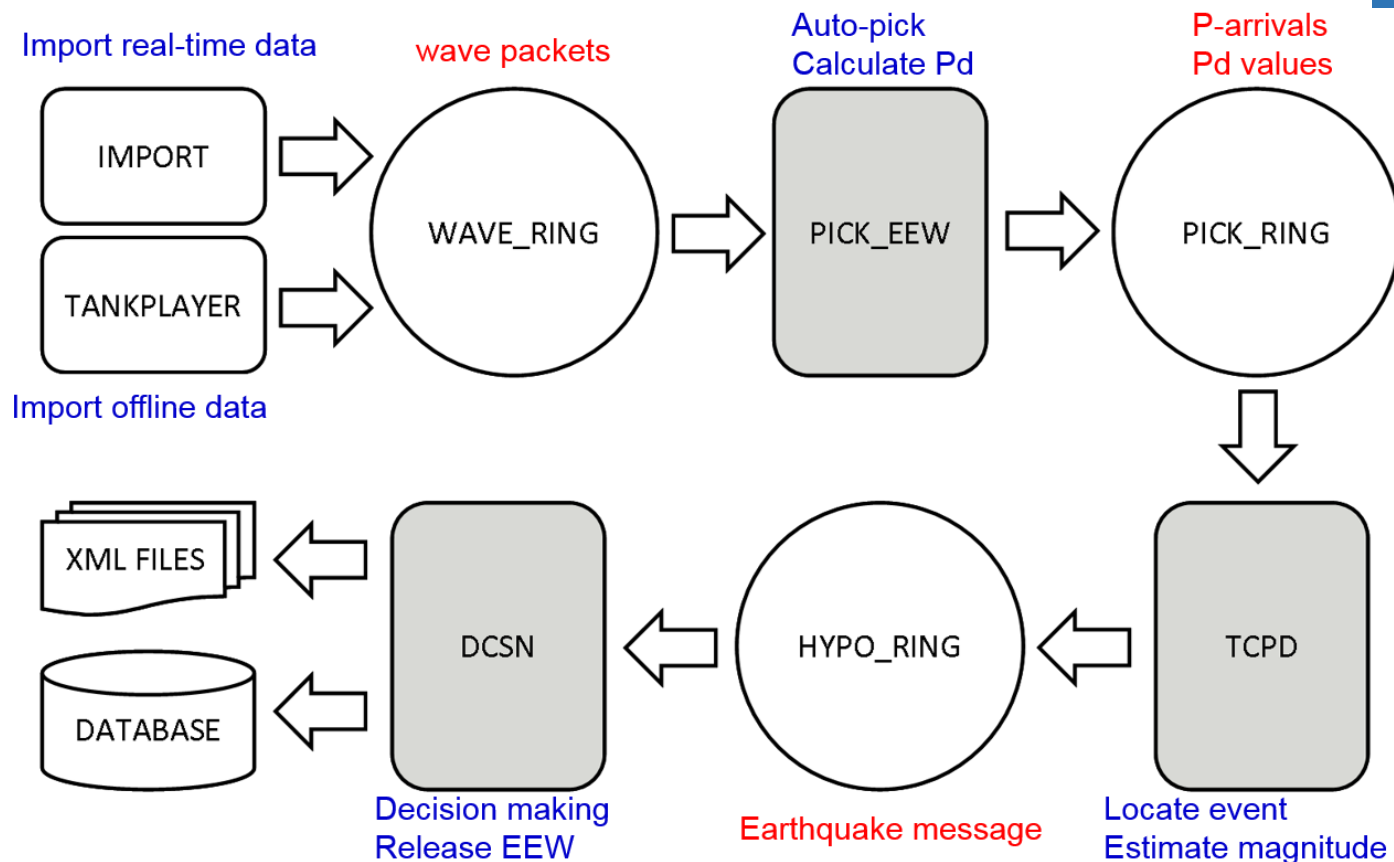 Import real-time data
wave packets
Auto-pick
Calculate Pd
P-arrivals
Pd values
IMPORT
TANKPLAYER
WAVE_RING
PICK_EEW
PICK_RING
Import offline data
XML FILES
DATABASE
DCSN
HYPO_RING
TCPD
Decision making
Release EEW
Earthquake message
Locate event
Estimate magnitude